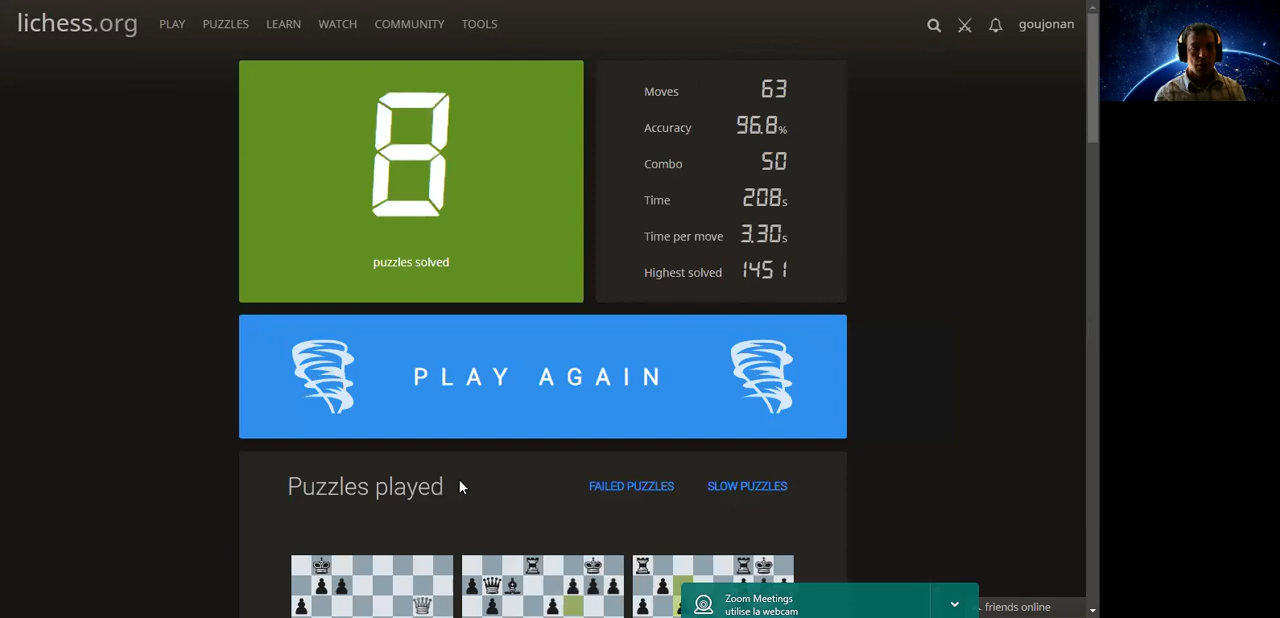 lichess.org PLAY PUZZLES LEARN WATCH COMMUNITY TOOLS goujonan
8
puzzles solved
Moves 63
Accuracy 96.8%
Combo 50
Time 208s
Time per move 3.30s
Highest solved 1451
PLAY AGAIN
Puzzles played FAILED PUZZLES SLOW PUZZLES
Zoom Meetings
utilise la webcam
friends online